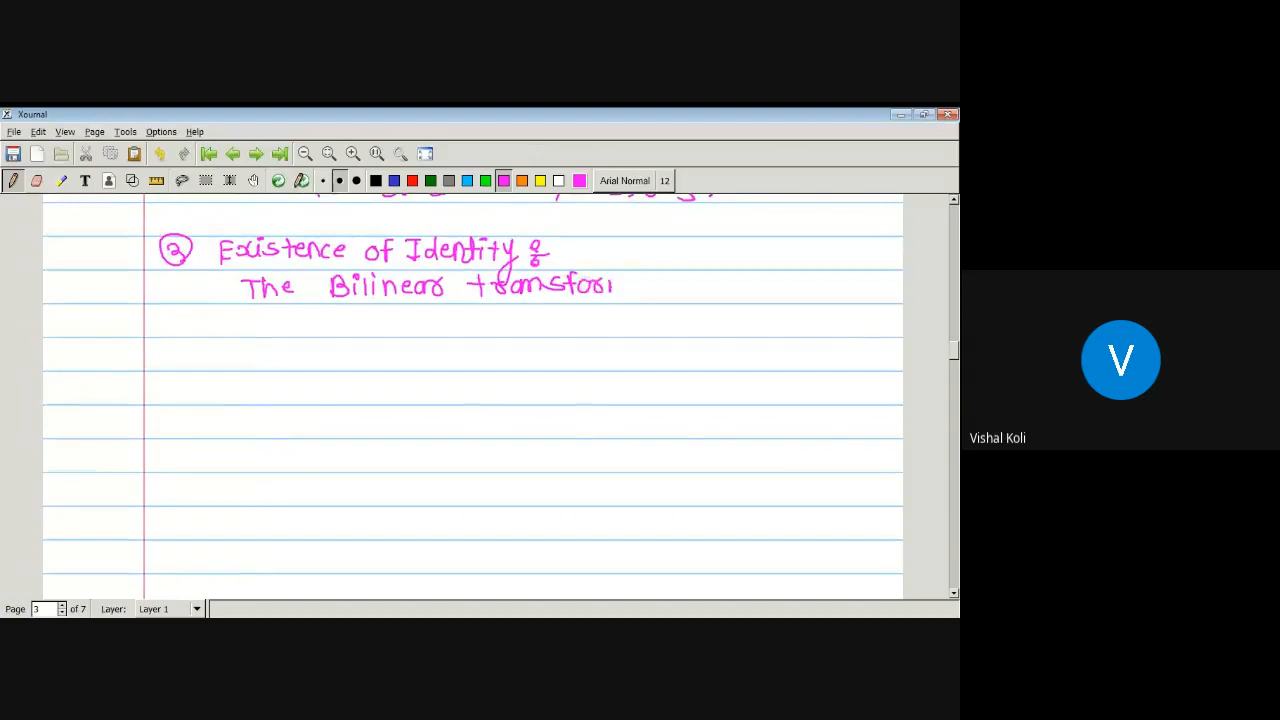 Xournal
File Edit View Page Tools Options Help
Arial Normal 12
③ Existence of Identity :
The Bilinear transfor
V
Vishal Koli
Page 3 of 7 Layer: Layer 1